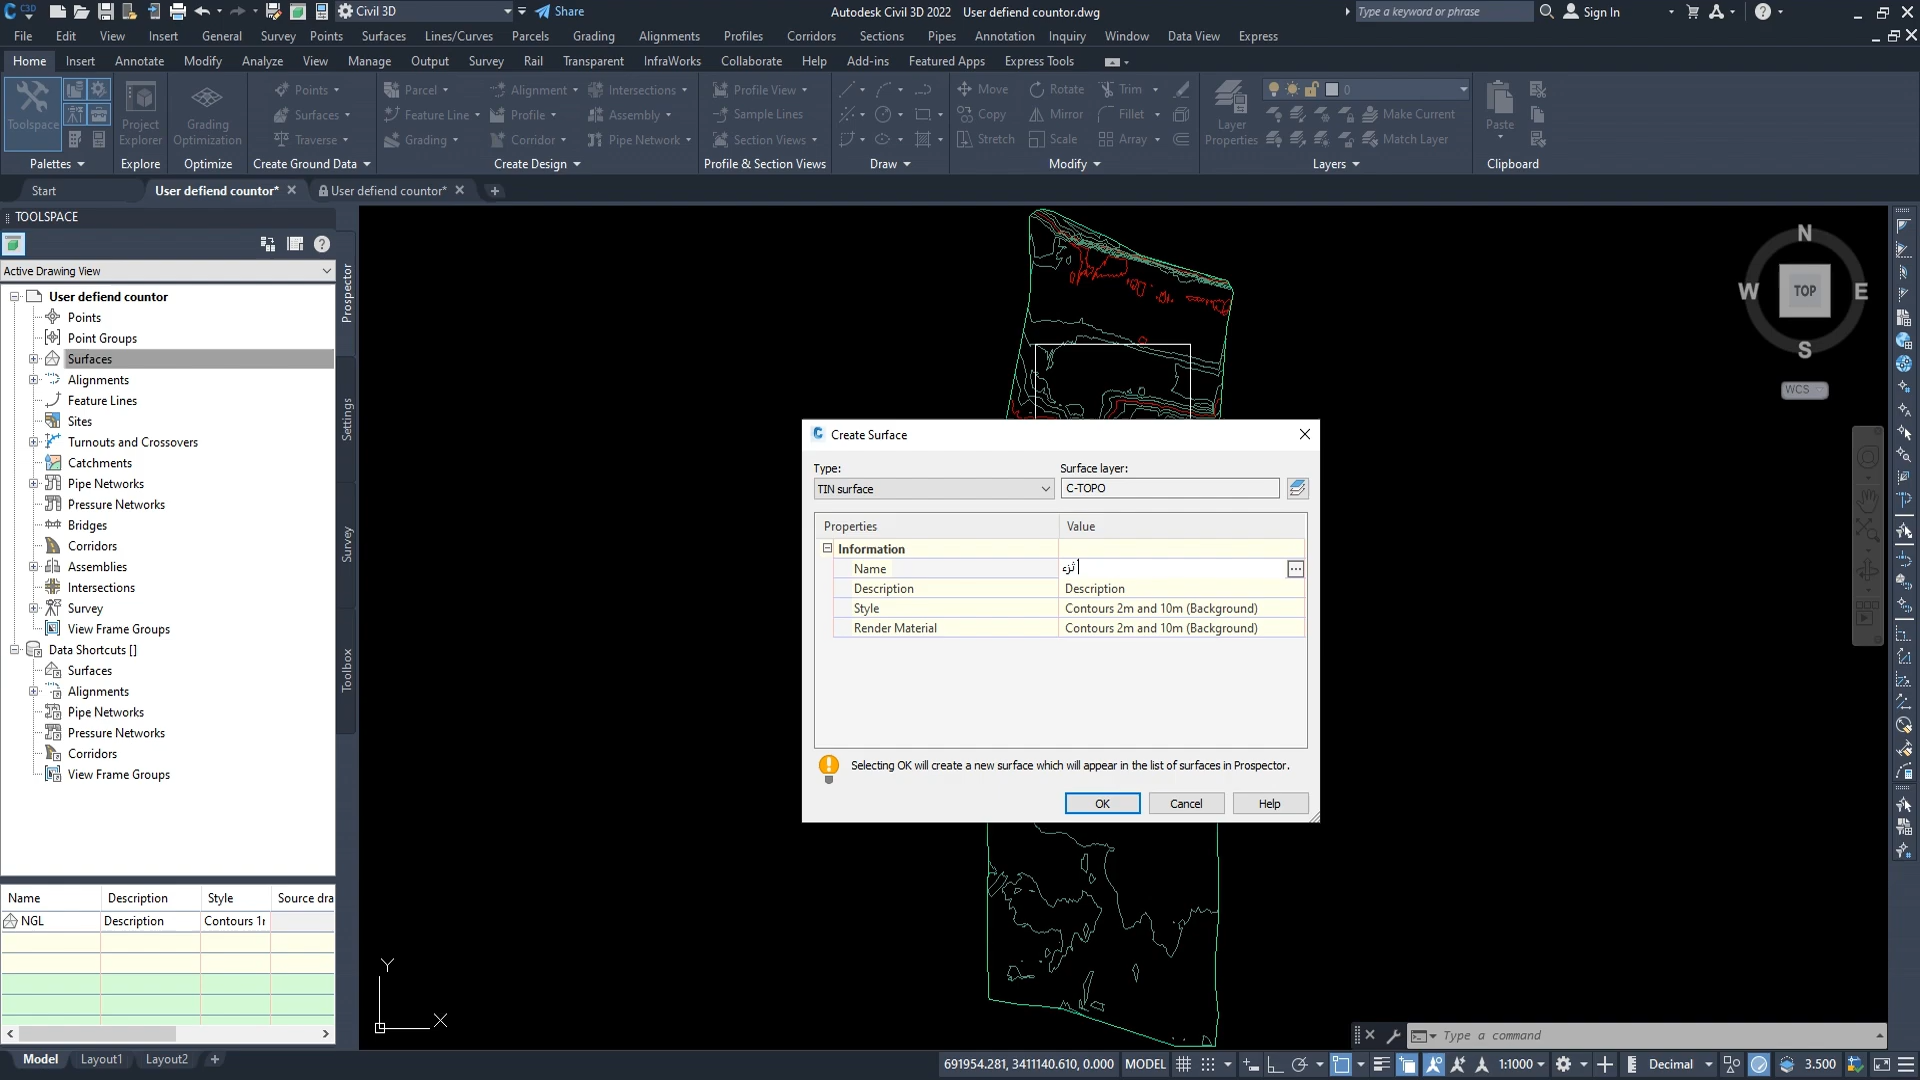 Civil 3D
Share
Autodesk Civil 3D 2022 User defiend countor.dwg
Type a keyword or phrase
Sign In
File Edit View Insert General Survey Points Surfaces Lines/Curves Parcels Grading Alignments Profiles Corridors Sections Pipes Annotation Inquiry Window Data View Express
Home Insert Annotate Modify Analyze View Manage Output Survey Rail Transparent InfraWorks Collaborate Help Add-ins Featured Apps Express Tools
Points Parcel Alignment Intersections Profile View Move Rotate Trim 0
Toolspace Project Explorer Grading Optimization Surfaces Feature Line Profile Assembly Sample Lines Copy Mirror Fillet Layer Properties Make Current Paste
Traverse Grading Corridor Pipe Network Section Views Stretch Scale Array Match Layer
Palettes Explore Optimize Create Ground Data Create Design Profile & Section Views Draw Modify Layers Clipboard
Start User defiend countor* User defiend countor*
TOOLSPACE
Active Drawing View
User defiend countor
Points
Point Groups
Surfaces
Alignments
Feature Lines
Sites
Turnouts and Crossovers
Catchments
Pipe Networks
Pressure Networks
Bridges
Corridors
Assemblies
Intersections
Survey
View Frame Groups
Data Shortcuts []
Surfaces
Alignments
Pipe Networks
Pressure Networks
Corridors
View Frame Groups
Prospector
Settings
Survey
Toolbox
Name Description Style Source dra
NGL Description Contours 1r
N
W TOP E
S
WCS
Create Surface
Type: Surface layer:
TIN surface C-TOPO
Properties Value
Information
Name ثزء
Description Description
Style Contours 2m and 10m (Background)
Render Material Contours 2m and 10m (Background)
Selecting OK will create a new surface which will appear in the list of surfaces in Prospector.
OK Cancel Help
Y
X
Type a command
Model Layout1 Layout2 +
691954.281, 3411140.610, 0.000 MODEL 1:1000 Decimal 3.500